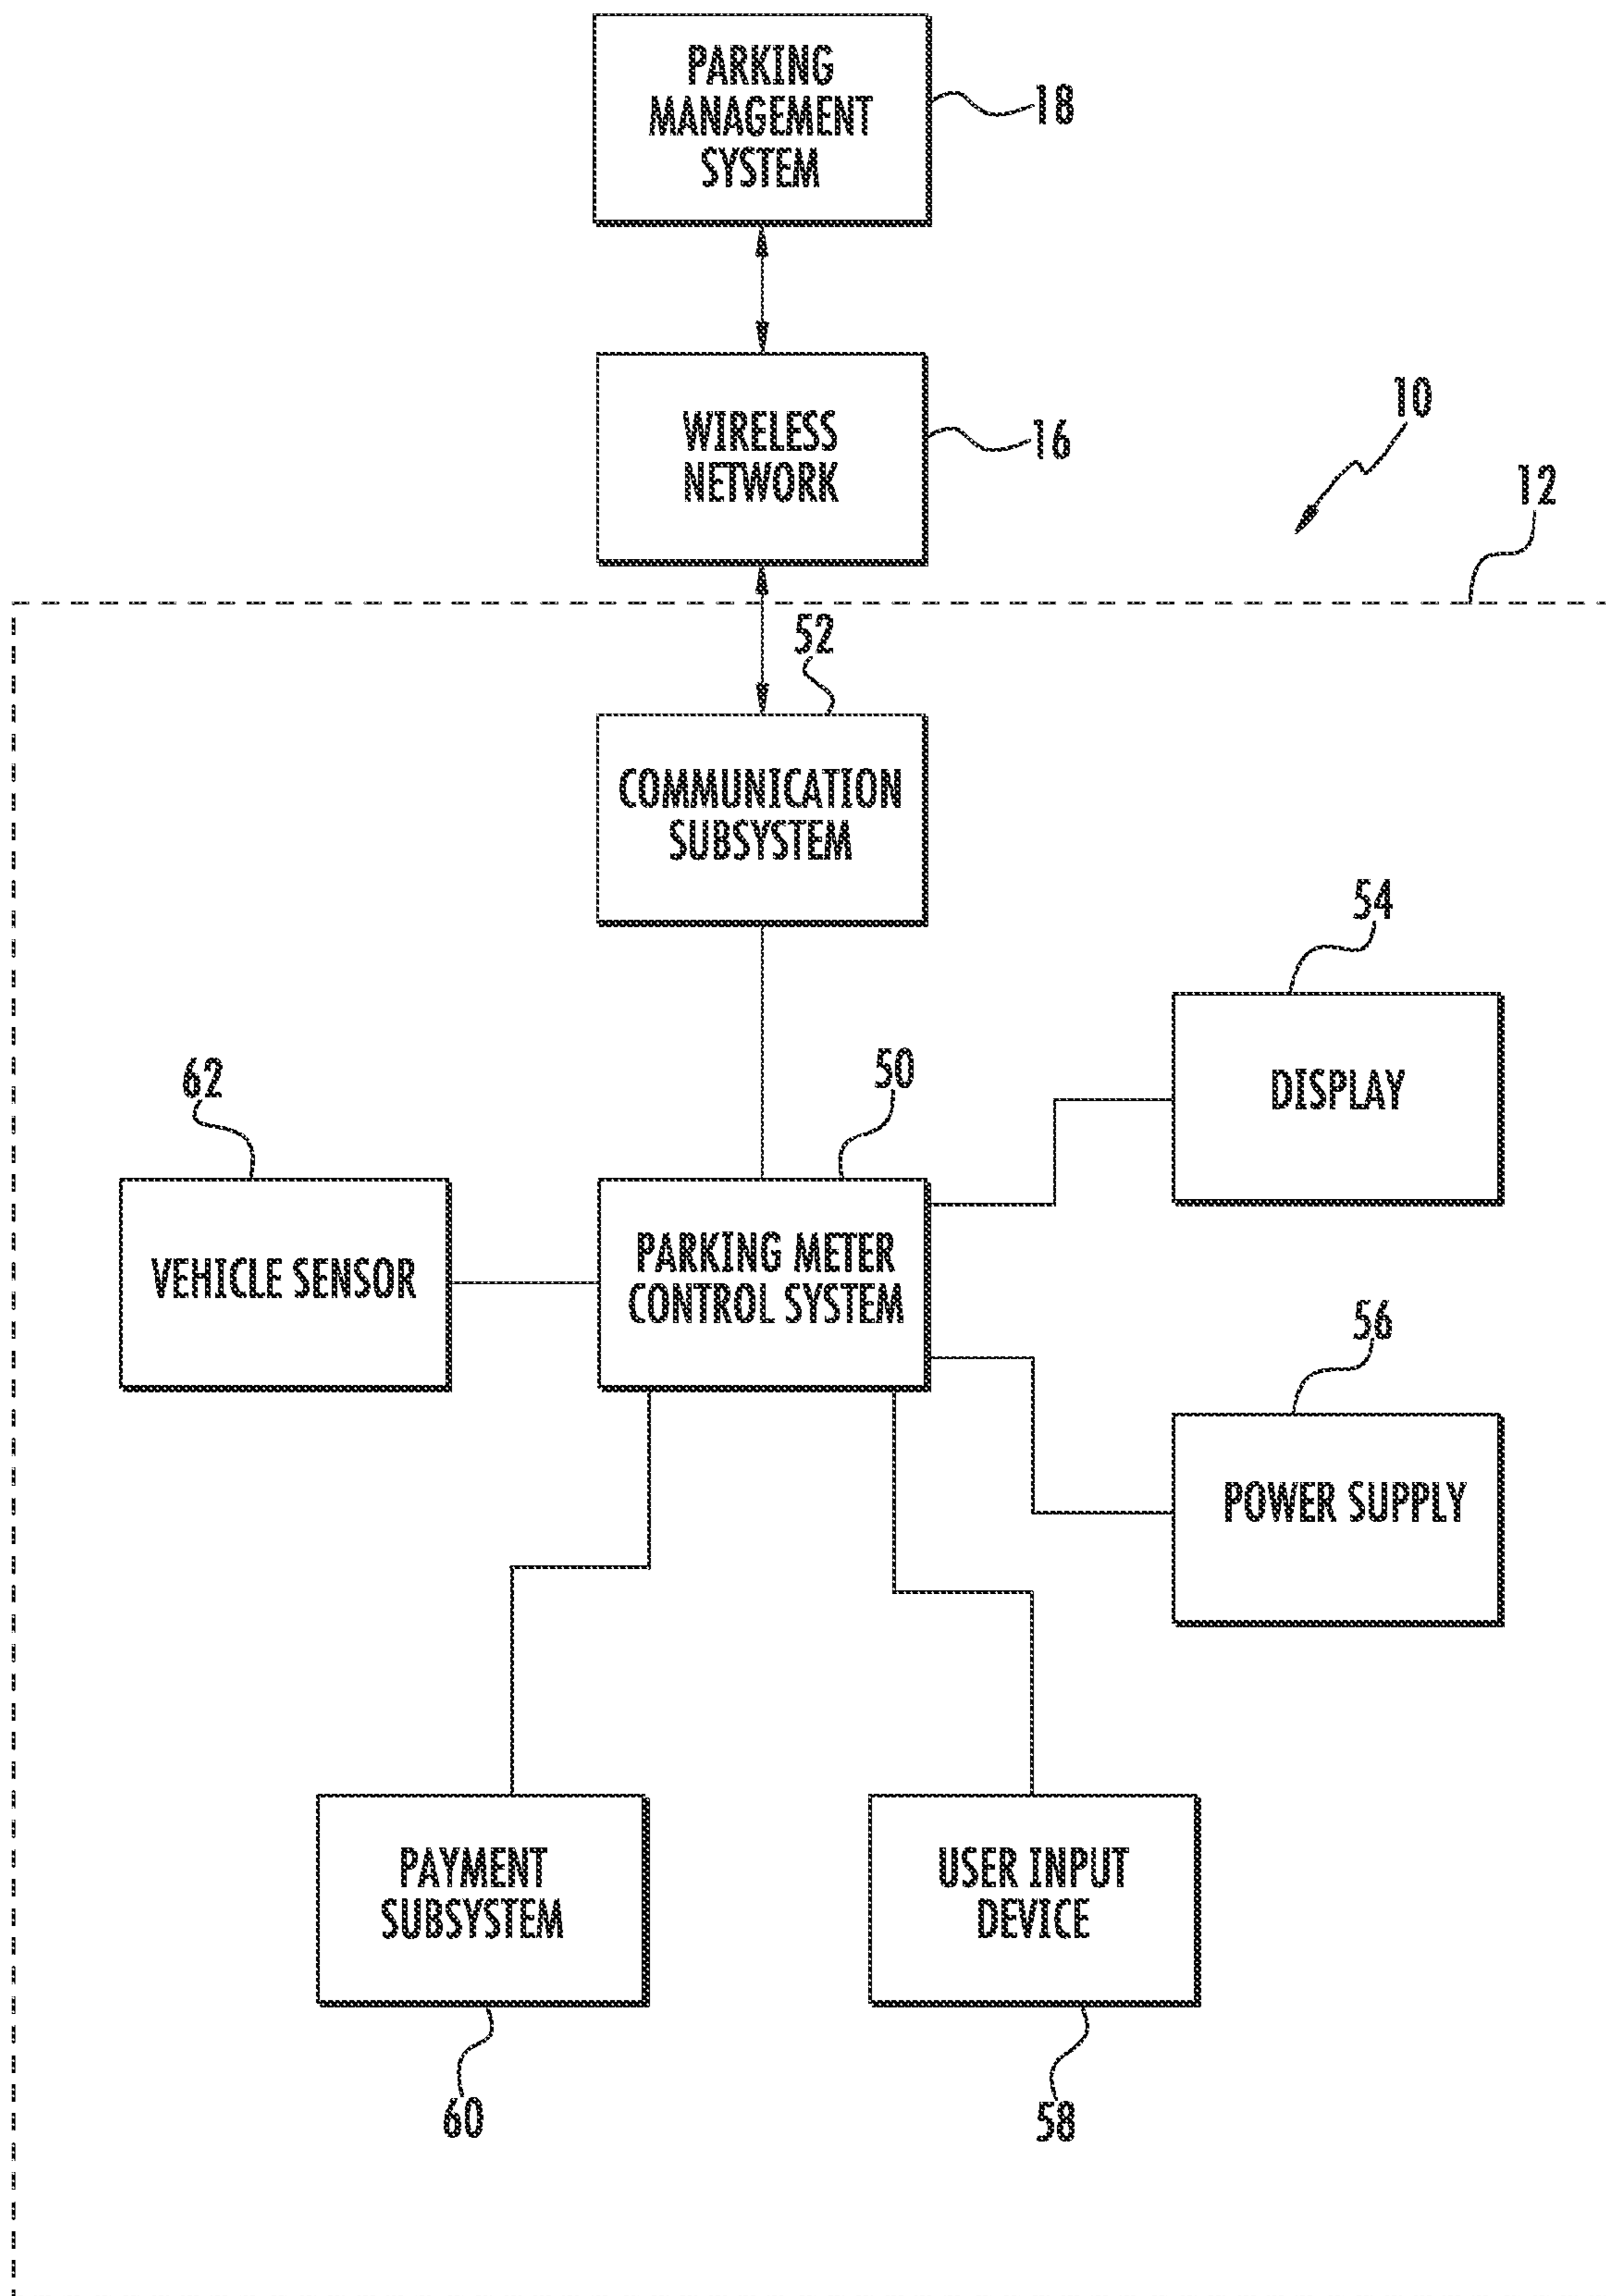 PARKING
MANAGEMENT
SYSTEM
18
WIRELESS
NETWORK
16
10
12
52
COMMUNICATION
SUBSYSTEM
54
DISPLAY
62
50
VEHICLE SENSOR
PARKING METER
CONTROL SYSTEM
56
POWER SUPPLY
PAYMENT
SUBSYSTEM
USER INPUT
DEVICE
60
58